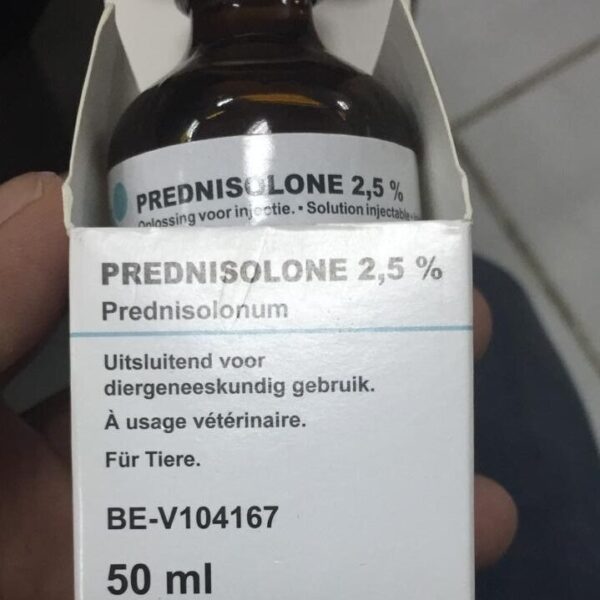 PREDNISOLONE 2,5 %
Oplossing voor injectie. • Solution injectable
PREDNISOLONE 2,5 %
Prednisolonum
Uitsluitend voor
diergeneeskundig gebruik.
À usage vétérinaire.
Für Tiere.
BE-V104167
50 ml